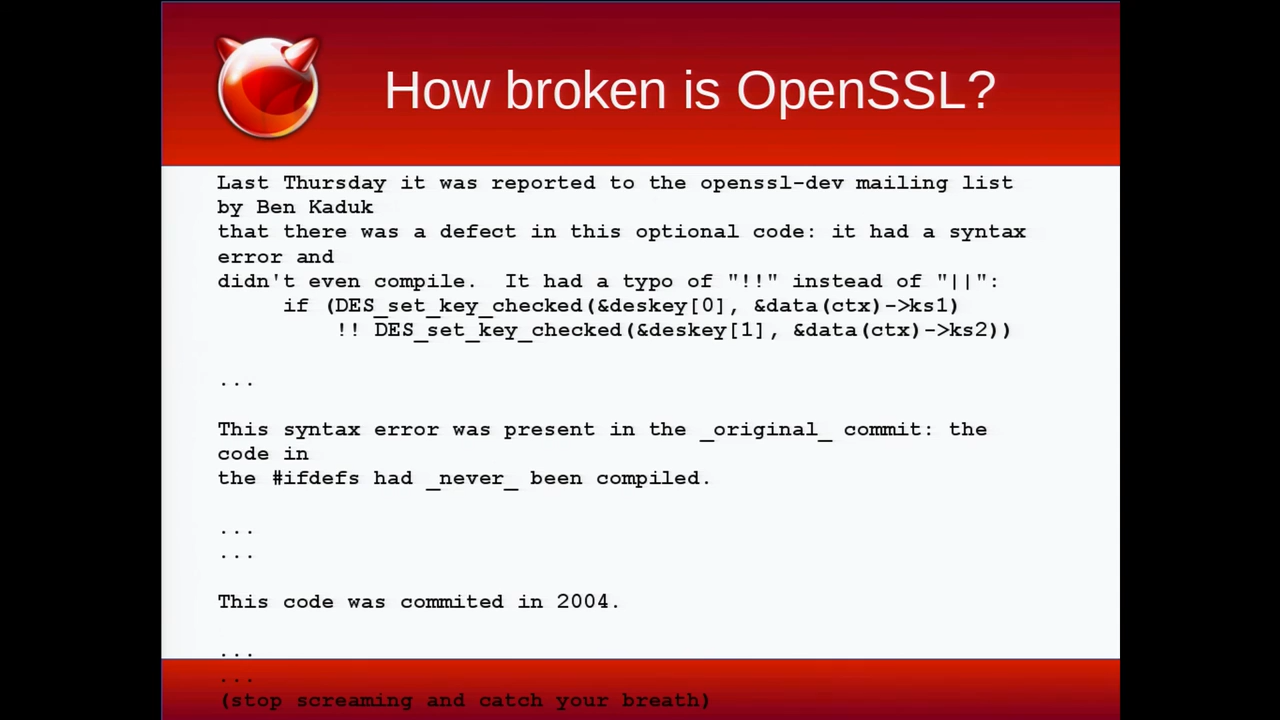 How broken is OpenSSL?
Last Thursday it was reported to the openssl-dev mailing list
by Ben Kaduk
that there was a defect in this optional code: it had a syntax
error and
didn't even compile.  It had a typo of "!!" instead of "||":
     if (DES_set_key_checked(&deskey[0], &data(ctx)->ks1)
         !! DES_set_key_checked(&deskey[1], &data(ctx)->ks2))
...
This syntax error was present in the _original_ commit: the
code in
the #ifdefs had _never_ been compiled.
...
...
This code was commited in 2004.
...
...
(stop screaming and catch your breath)